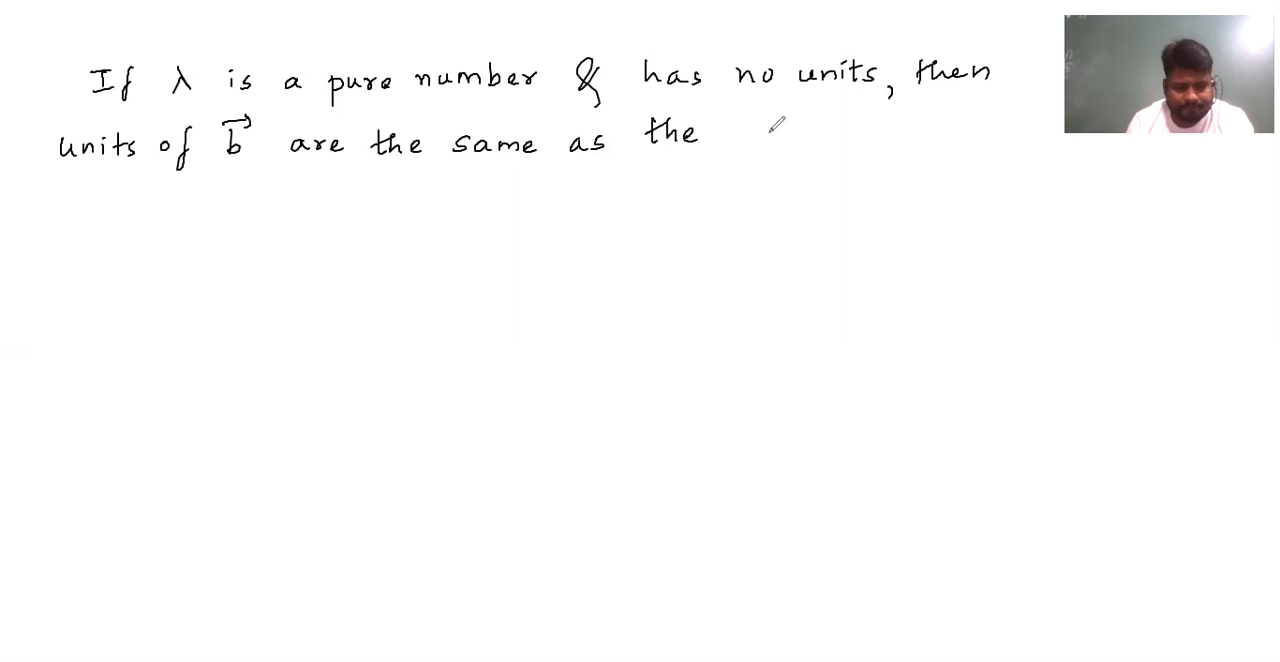 If λ is a pure number & has no units, then
units of b⃗ are the same as the